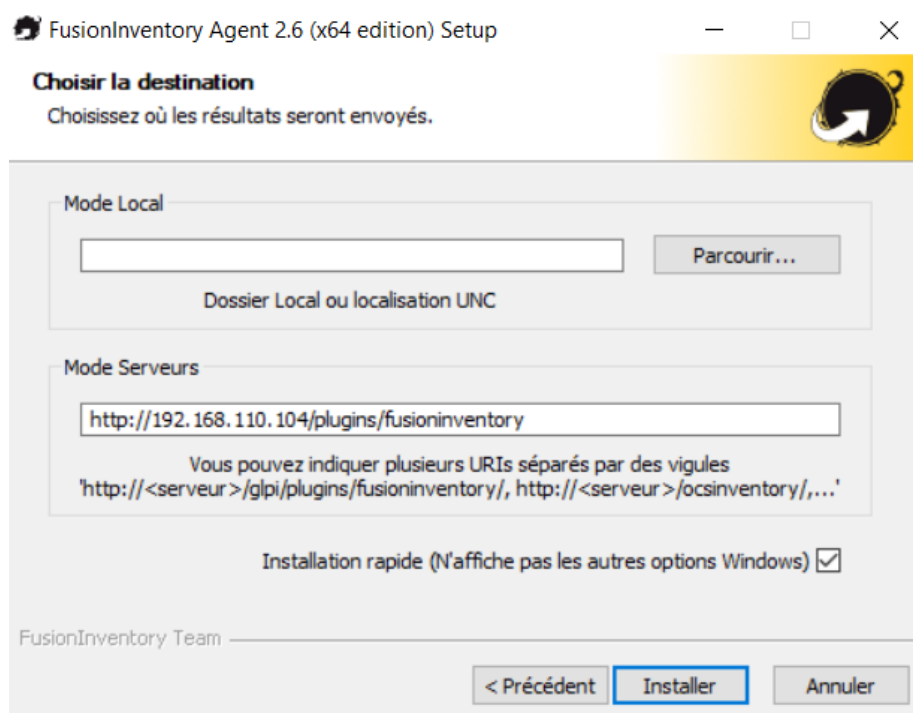 FusionInventory Agent 2.6 (x64 edition) Setup
Choisir la destination
Choisissez où les résultats seront envoyés.
Mode Local
Parcourir...
Dossier Local ou localisation UNC
Mode Serveurs
http://192.168.110.104/plugins/fusioninventory
Vous pouvez indiquer plusieurs URIs séparés par des vigules
'http://<serveur>/glpi/plugins/fusioninventory/, http://<serveur>/ocsinventory/,...'
Installation rapide (N'affiche pas les autres options Windows)
FusionInventory Team
< Précédent Installer Annuler